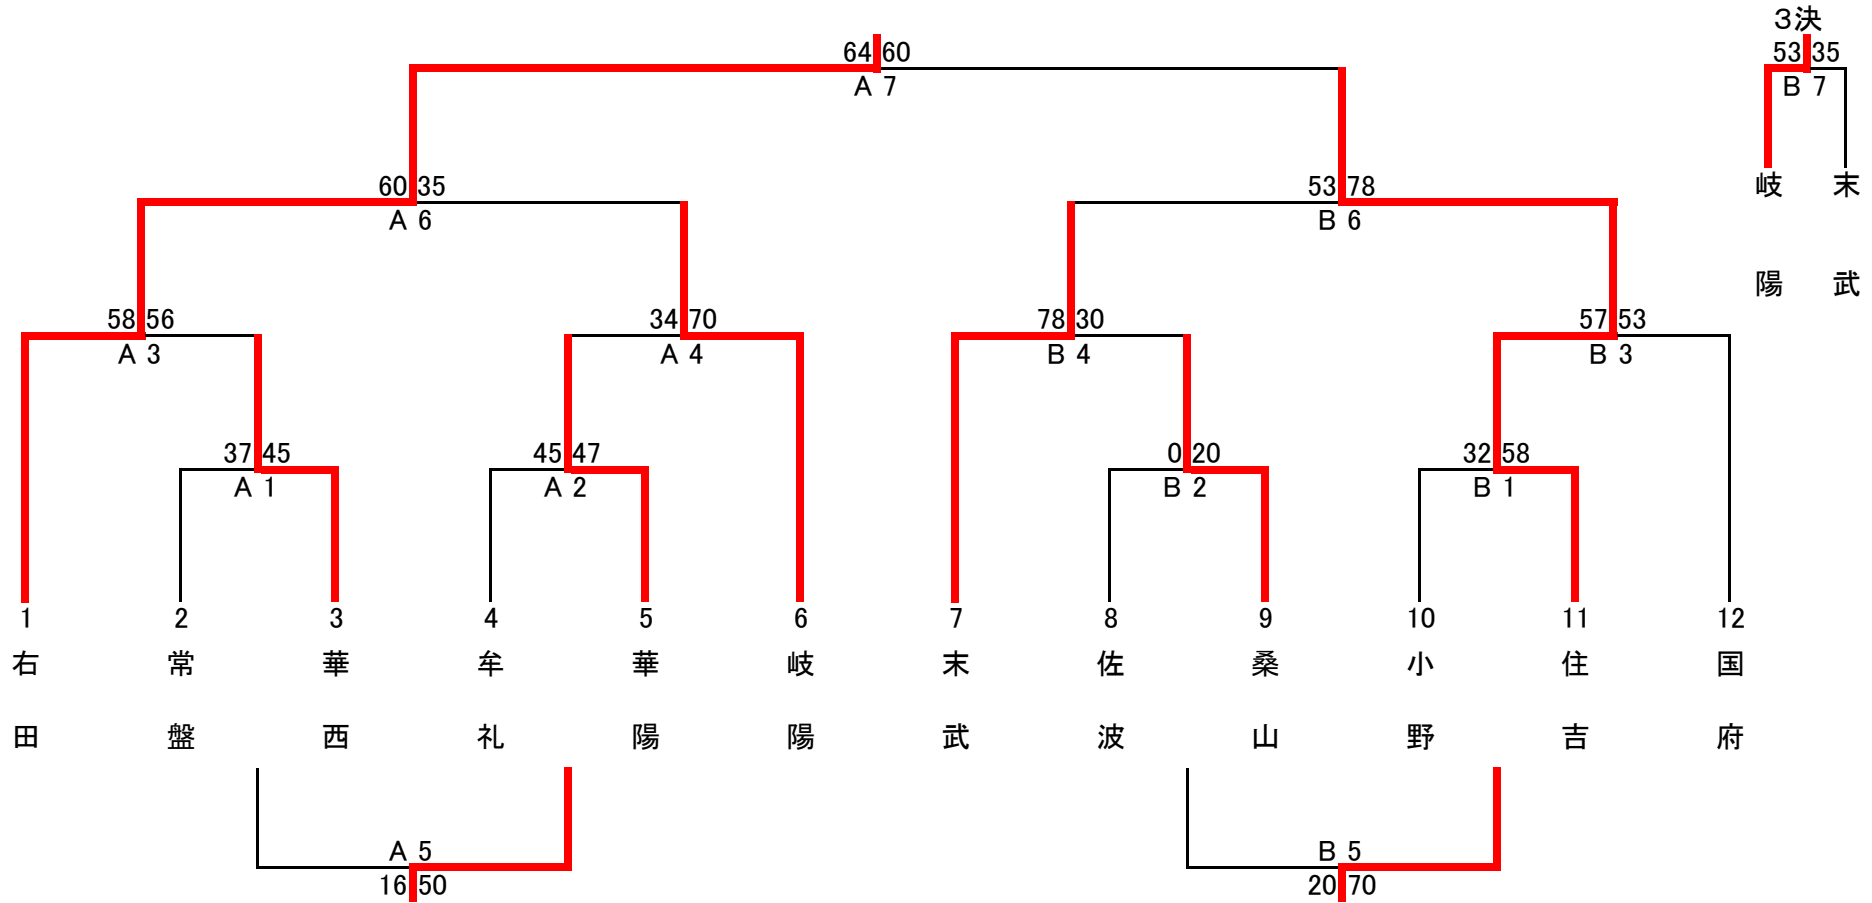 3決
64 60
A 7
53 35
B 7
60 35
A 6
53 78
B 6
岐陽
末武
58 56
A 3
34 70
A 4
78 30
B 4
57 53
B 3
37 45
A 1
45 47
A 2
0 20
B 2
32 58
B 1
1 2 3 4 5 6 7 8 9 10 11 12
右田
常盤
華西
牟礼
華陽
岐陽
末武
佐波
桑山
小野
住吉
国府
A 5
16 50
B 5
20 70